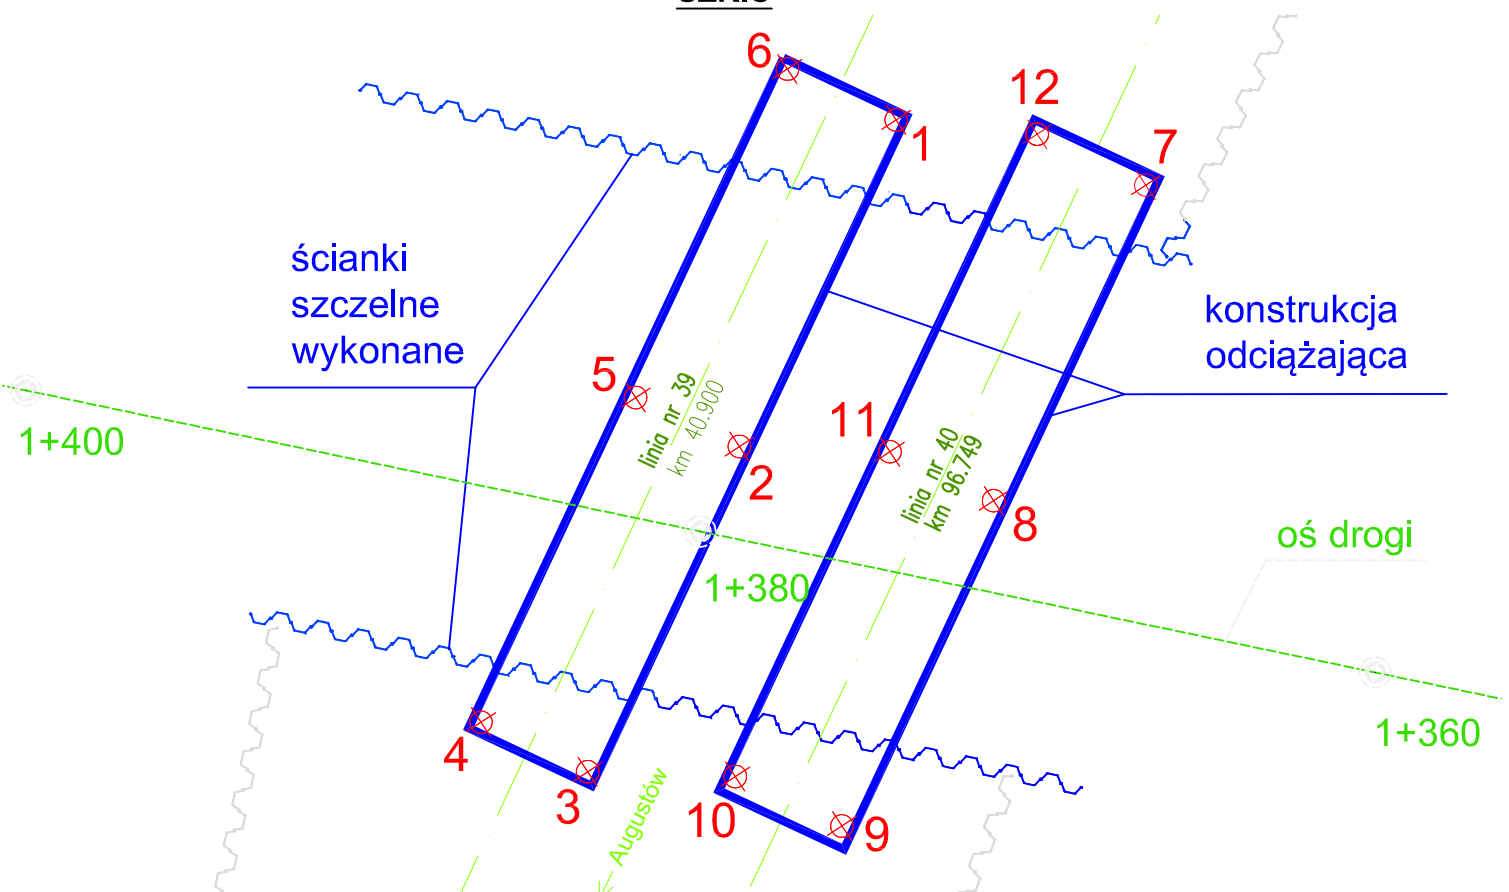 SZKIC
6
1
12
7
ścianki
szczelne
wykonane
konstrukcja
odciążająca
5
linia nr 39
km 40.900
11
2
linia nr 40
km 96.749
8
1+400
1+380
oś drogi
1+360
4
3
10
9
Augustów